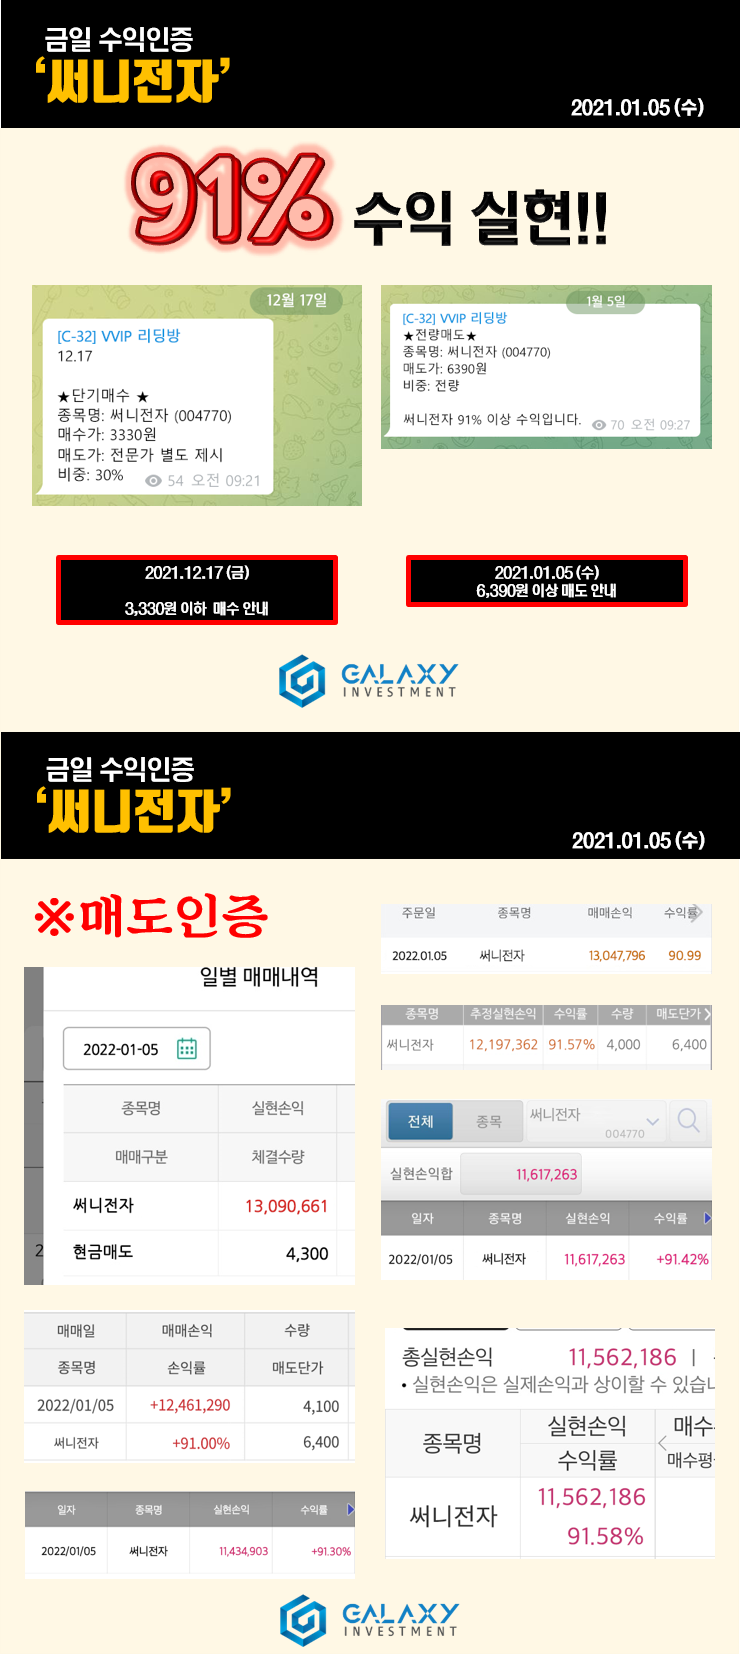 금일 수익인증
‘써니전자’
2021.01.05 (수)
91% 수익 실현!!
12월 17일
[C-32] VVIP 리딩방
12.17
★단기매수 ★
종목명: 써니전자 (004770)
매수가: 3330원
매도가: 전문가 별도 제시
비중: 30%
54 오전 09:21
1월 5일
[C-32] VVIP 리딩방
★전량매도★
종목명: 써니전자 (004770)
매도가: 6390원
비중: 전량
써니전자 91% 이상 수익입니다.
70 오전 09:27
2021.12.17 (금)
3,330원 이하 매수 안내
2021.01.05 (수)
6,390원 이상 매도 안내
GALAXY
INVESTMENT
금일 수익인증
‘써니전자’
2021.01.05 (수)
※매도인증
일별 매매내역
2022-01-05
종목명 실현손익
매매구분 체결수량
써니전자 13,090,661
현금매도 4,300
매매일 매매손익 수량
종목명 손익률 매도단가
2022/01/05 +12,461,290 4,100
써니전자 +91.00% 6,400
일자 종목명 실현손익 수익률
2022/01/05 써니전자 11,434,903 +91.30%
주문일 종목명 매매손익 수익률
2022.01.05 써니전자 13,047,796 90.99
종목명 추정실현손익 수익률 수량 매도단가
써니전자 12,197,362 91.57% 4,000 6,400
전체 종목 써니전자
004770
실현손익합 11,617,263
일자 종목명 실현손익 수익률
2022/01/05 써니전자 11,617,263 +91.42%
총실현손익 11,562,186 |
• 실현손익은 실제손익과 상이할 수 있습니
종목명 실현손익 매수
수익률 매수평
써니전자 11,562,186
91.58%
GALAXY
INVESTMENT